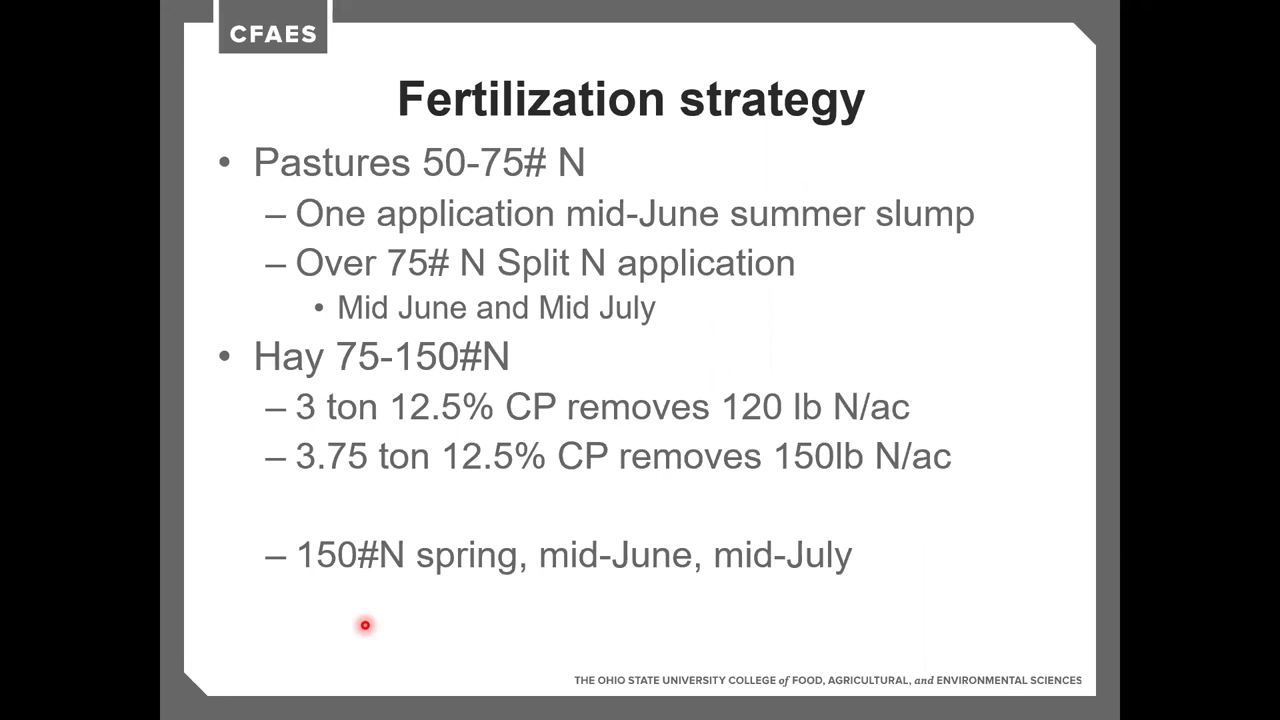 CFAES
Fertilization strategy
• Pastures 50-75# N
– One application mid-June summer slump
– Over 75# N Split N application
• Mid June and Mid July
• Hay 75-150#N
– 3 ton 12.5% CP removes 120 lb N/ac
– 3.75 ton 12.5% CP removes 150lb N/ac
– 150#N spring, mid-June, mid-July
THE OHIO STATE UNIVERSITY COLLEGE of FOOD, AGRICULTURAL, and ENVIRONMENTAL SCIENCES